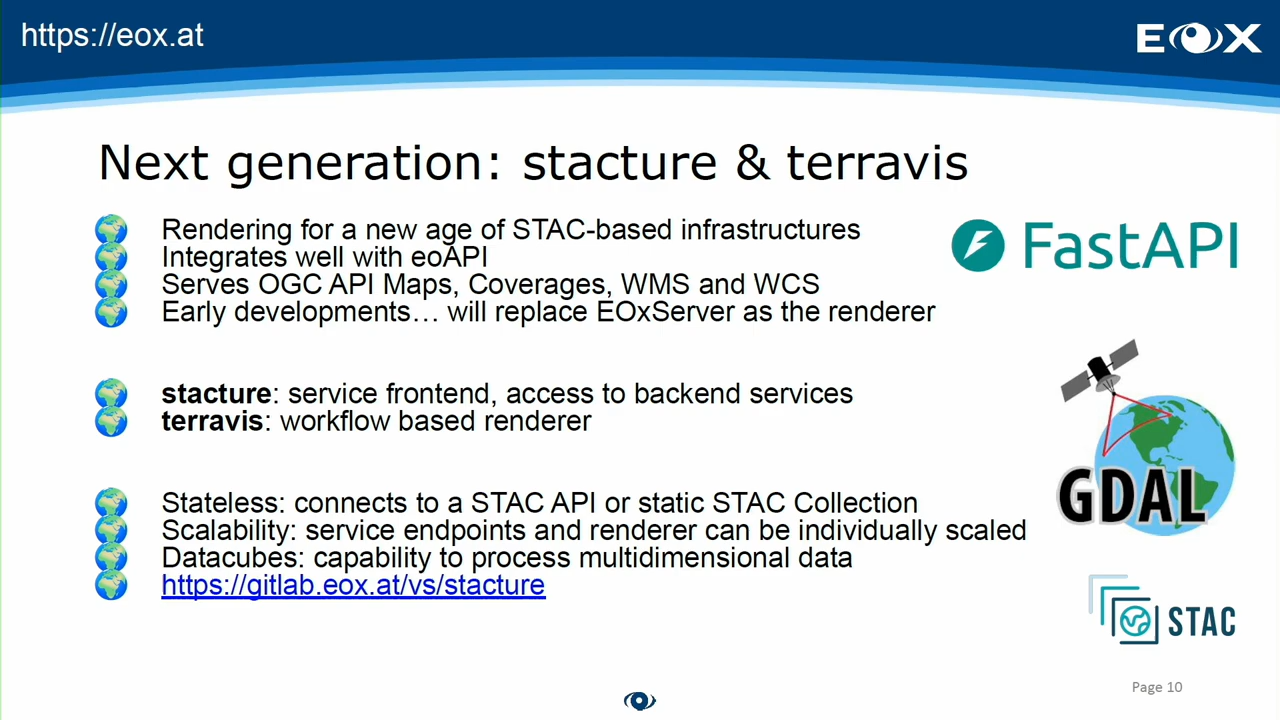 https://eox.at
EOX
Next generation: stacture & terravis
Rendering for a new age of STAC-based infrastructures
Integrates well with eoAPI
Serves OGC API Maps, Coverages, WMS and WCS
Early developments… will replace EOxServer as the renderer
FastAPI
stacture: service frontend, access to backend services
terravis: workflow based renderer
GDAL
Stateless: connects to a STAC API or static STAC Collection
Scalability: service endpoints and renderer can be individually scaled
Datacubes: capability to process multidimensional data
https://gitlab.eox.at/vs/stacture
STAC
Page 10